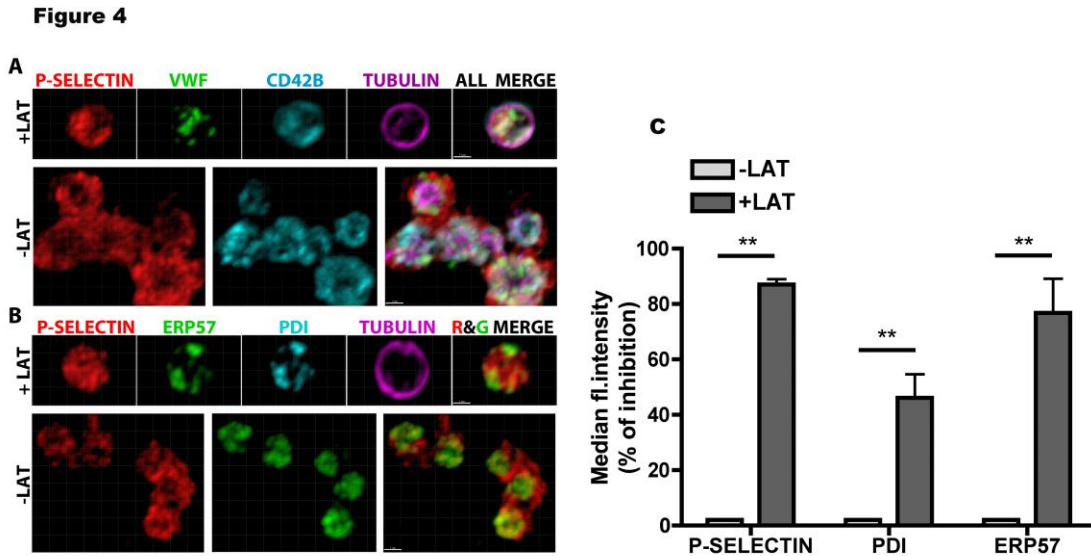 Figure 4
A
P-SELECTIN VWF CD42B TUBULIN ALL MERGE
+LAT
-LAT
B
P-SELECTIN ERP57 PDI TUBULIN R&G MERGE
+ LAT
-LAT
C
-LAT
+LAT
Median fl.intensity
(% of inhibition)
100
80
60
40
20
0
** ** **
P-SELECTIN PDI ERP57